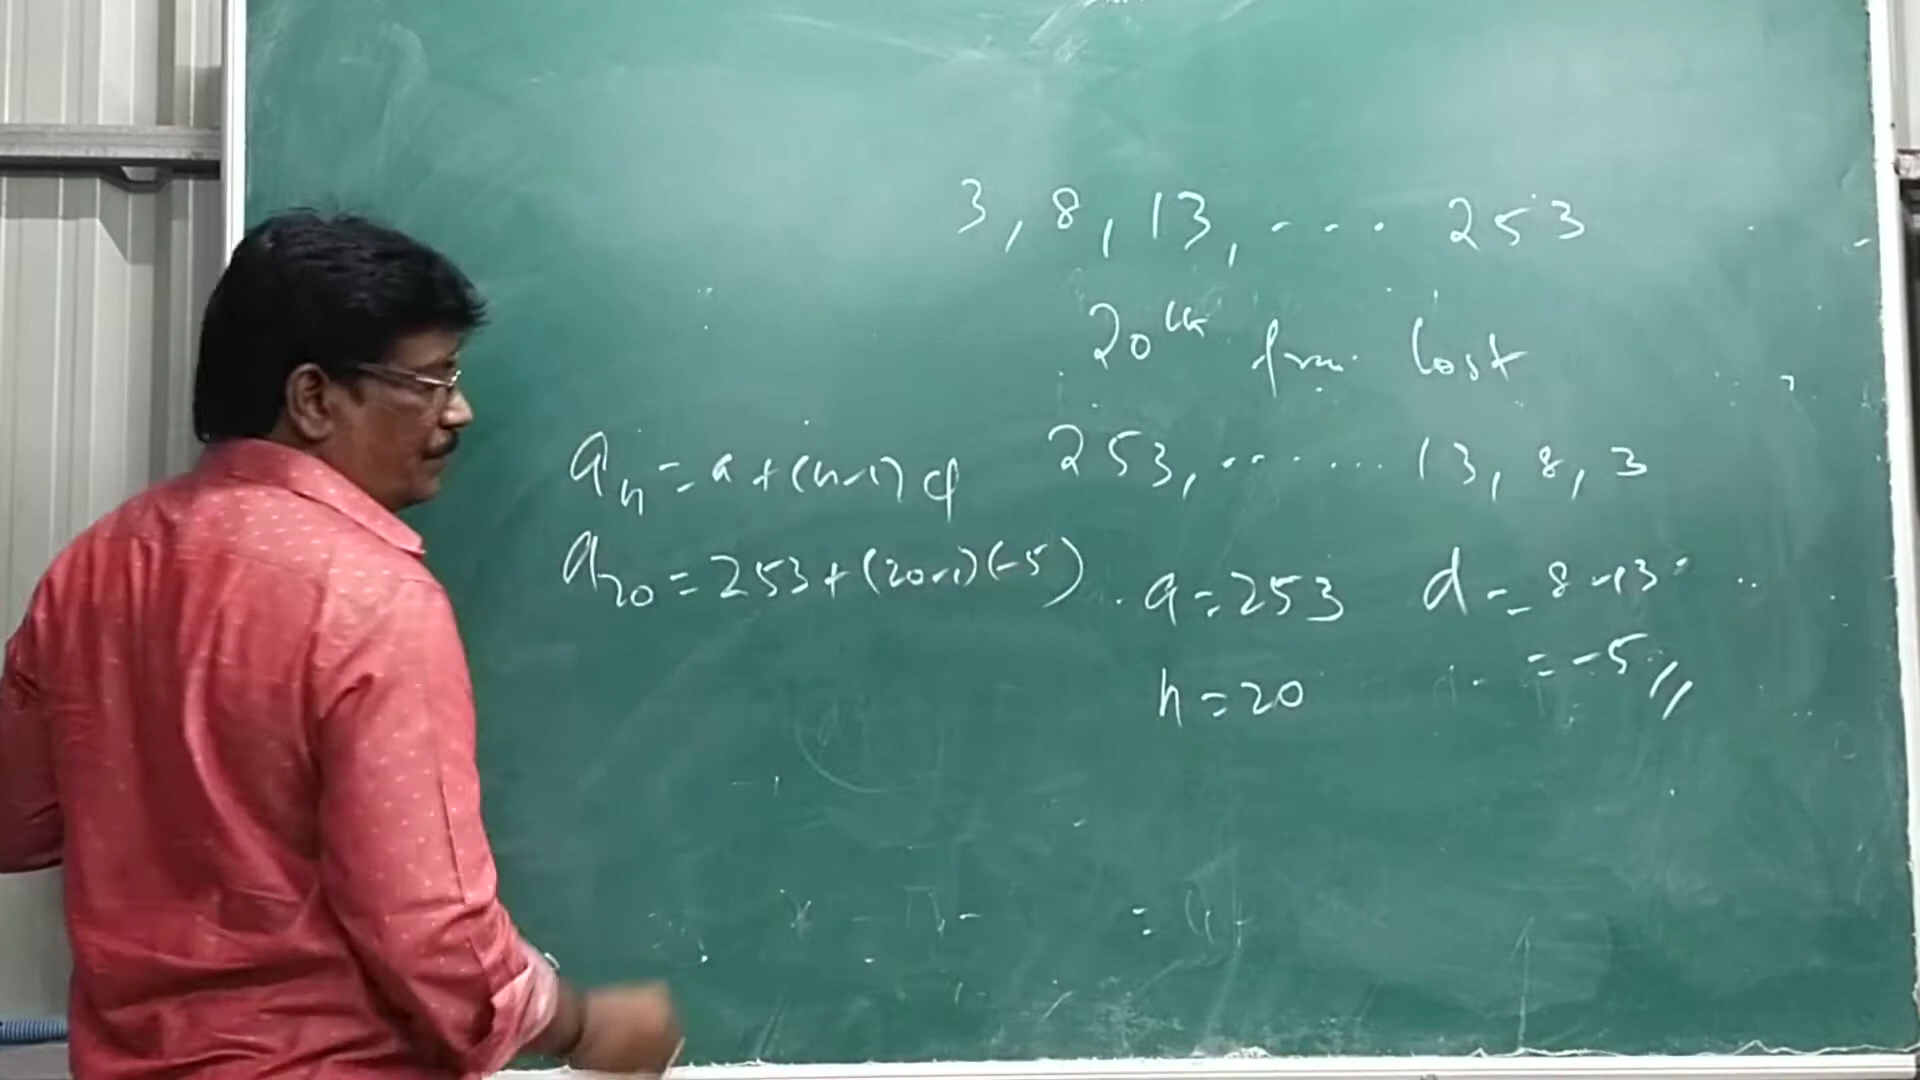 3, 8, 13, ... 253
20th from last
253, ....... 13, 8, 3
aₙ = a + (n-1) d
a₂₀ = 253 + (20-1)(-5)
a = 253 d = 8-13
= -5
n = 20